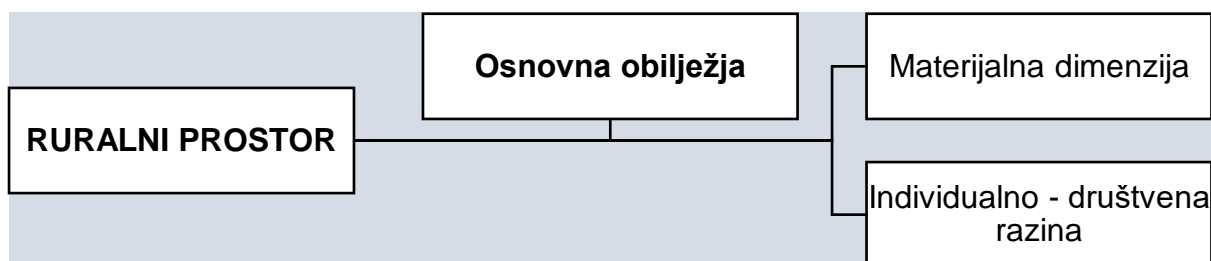 RURALNI PROSTOR
Osnovna obilježja
Materijalna dimenzija
Individualno - društvena
razina